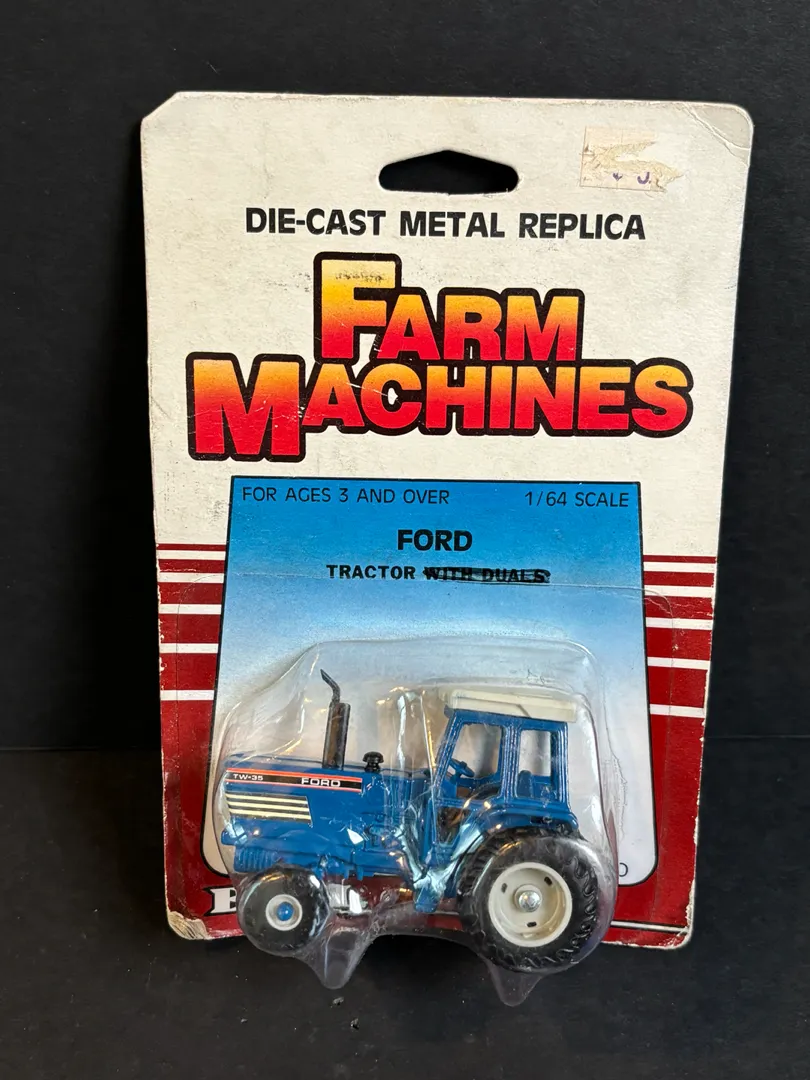 DIE-CAST METAL REPLICA
FARM
MACHINES
FOR AGES 3 AND OVER 1/64 SCALE
FORD
TRACTOR WITH DUALS
TW-35 FORD